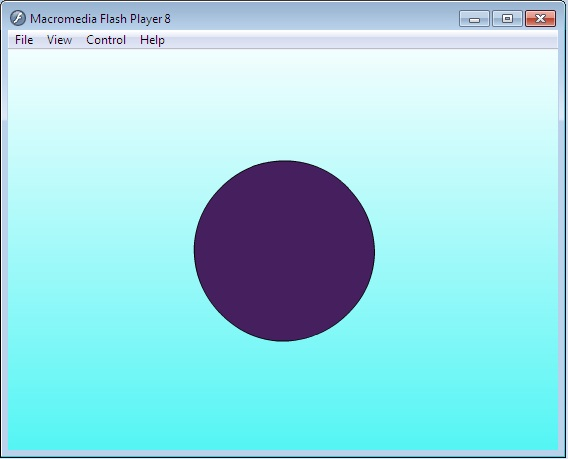 Macromedia Flash Player 8
File View Control Help